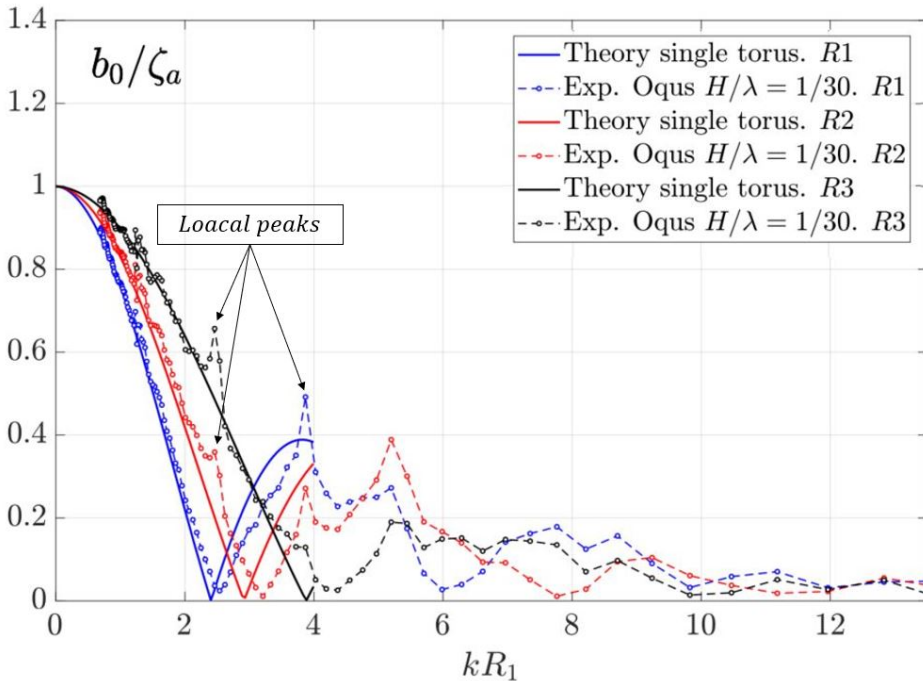 1.4
1.2
1
0.8
0.6
0.4
0.2
0
b₀/ζₐ
Theory single torus. R1
Exp. Oqus H/λ = 1/30. R1
Theory single torus. R2
Exp. Oqus H/λ = 1/30. R2
Theory single torus. R3
Exp. Oqus H/λ = 1/30. R3
Loacal peaks
0 2 4 6 8 10 12
kR₁